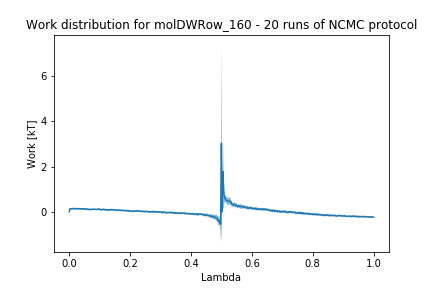 Work distribution for molDWRow_160 - 20 runs of NCMC protocol
6
4
2
0
Work [kT]
0.0 0.2 0.4 0.6 0.8 1.0
Lambda